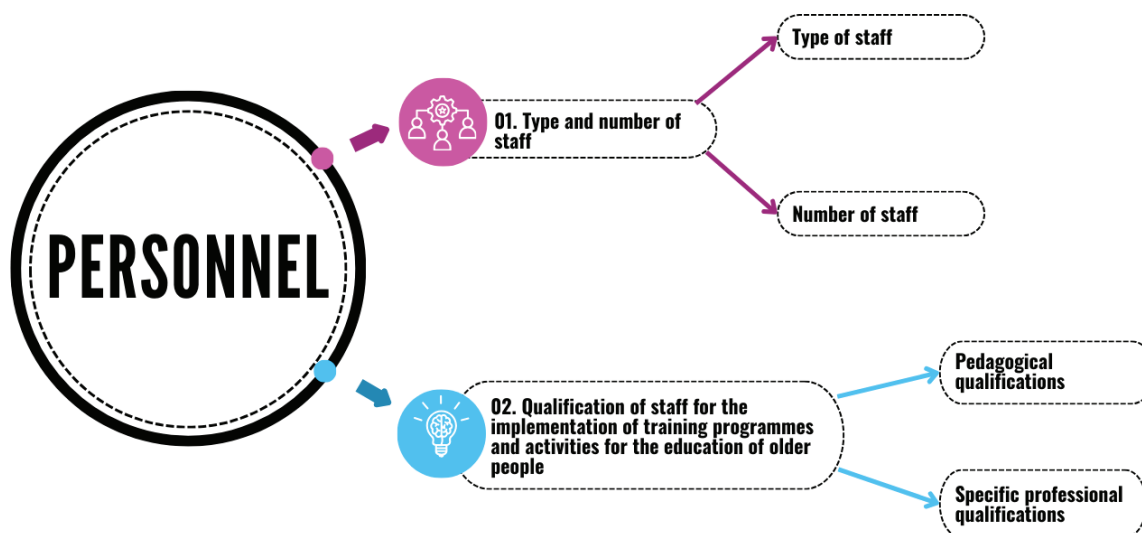 PERSONNEL
01. Type and number of
staff
Type of staff
Number of staff
02. Qualification of staff for the
implementation of training programmes
and activities for the education of older
people
Pedagogical
qualifications
Specific professional
qualifications